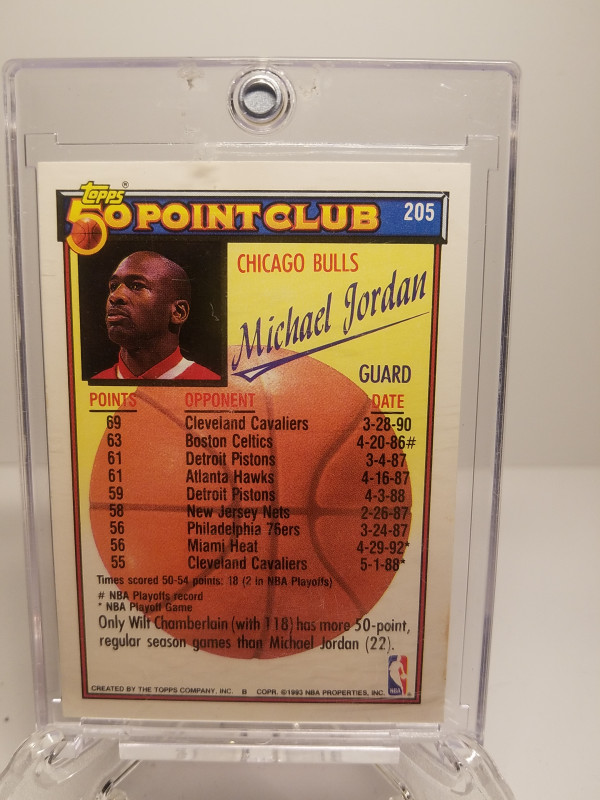 Topps®
50 POINT CLUB 205
CHICAGO BULLS
Michael Jordan
GUARD
POINTS OPPONENT DATE
69 Cleveland Cavaliers 3-28-90
63 Boston Celtics 4-20-86#
61 Detroit Pistons 3-4-87
61 Atlanta Hawks 4-16-87
59 Detroit Pistons 4-3-88
58 New Jersey Nets 2-26-87
56 Philadelphia 76ers 3-24-87
56 Miami Heat 4-29-92*
55 Cleveland Cavaliers 5-1-88*
Times scored 50-54 points: 18 (2 in NBA Playoffs)
# NBA Playoffs record
* NBA Playoff Game
Only Wilt Chamberlain (with 118) has more 50-point,
regular season games than Michael Jordan (22).
NBA
CREATED BY THE TOPPS COMPANY, INC. B COPR. ©1993 NBA PROPERTIES, INC.